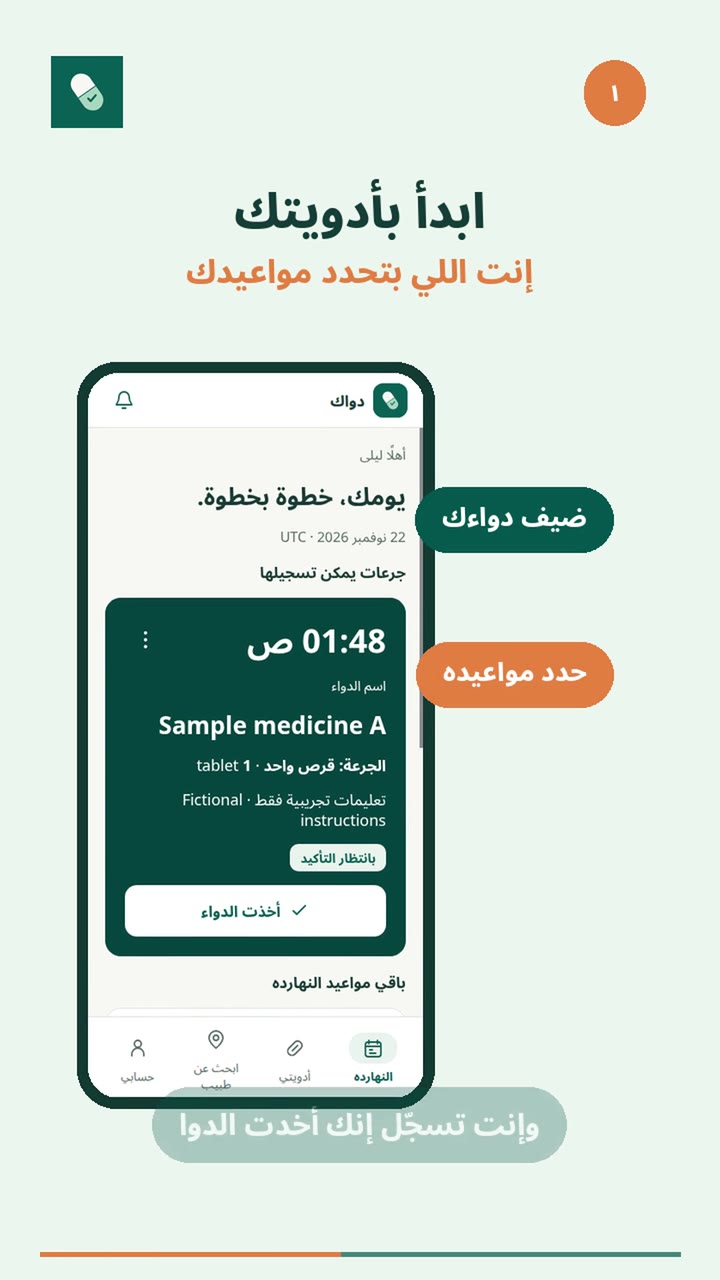 ١
ابدأ بأدويتك
إنت اللي بتحدد مواعيدك
دواك
أهلًا ليلى
يومك، خطوة بخطوة.
22 نوفمبر 2026 · UTC
جرعات يمكن تسجيلها
01:48 ص
اسم الدواء
Sample medicine A
الجرعة: قرص واحد · 1 tablet
تعليمات تجريبية فقط · Fictional
instructions
بانتظار التأكيد
أخذت الدواء
باقي مواعيد النهارده
النهارده
أدويتي
ابحث عن
طبيب
حسابي
ضيف دواءك
حدد مواعيده
وإنت تسجّل إنك أخدت الدوا